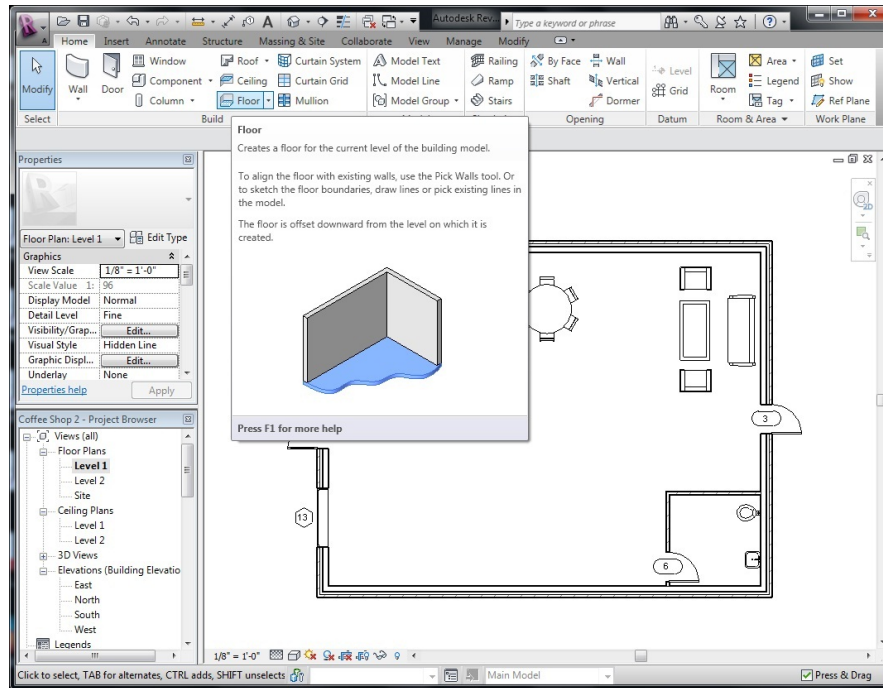 Autodesk Rev...
Type a keyword or phrase
Home Insert Annotate Structure Massing & Site Collaborate View Manage Modify
Modify
Wall
Door
Window
Component
Column
Roof
Ceiling
Floor
Curtain System
Curtain Grid
Mullion
Model Text
Model Line
Model Group
Railing
Ramp
Stairs
By Face
Shaft
Wall
Vertical
Dormer
Level
Grid
Room
Area
Legend
Tag
Set
Show
Ref Plane
Select
Build
Opening
Datum
Room & Area
Work Plane
Floor
Creates a floor for the current level of the building model.
To align the floor with existing walls, use the Pick Walls tool. Or
to sketch the floor boundaries, draw lines or pick existing lines in
the model.
The floor is offset downward from the level on which it is
created.
Press F1 for more help
Properties
Floor Plan: Level 1
Edit Type
Graphics
View Scale 1/8" = 1'-0"
Scale Value 1: 96
Display Model Normal
Detail Level Fine
Visibility/Grap... Edit...
Visual Style Hidden Line
Graphic Displ... Edit...
Underlay None
Properties help
Apply
Coffee Shop 2 - Project Browser
Views (all)
Floor Plans
Level 1
Level 2
Site
Ceiling Plans
Level 1
Level 2
3D Views
Elevations (Building Elevatio
East
North
South
West
Legends
2D
3
13
6
1/8" = 1'-0"
Click to select, TAB for alternates, CTRL adds, SHIFT unselects
Main Model
Press & Drag